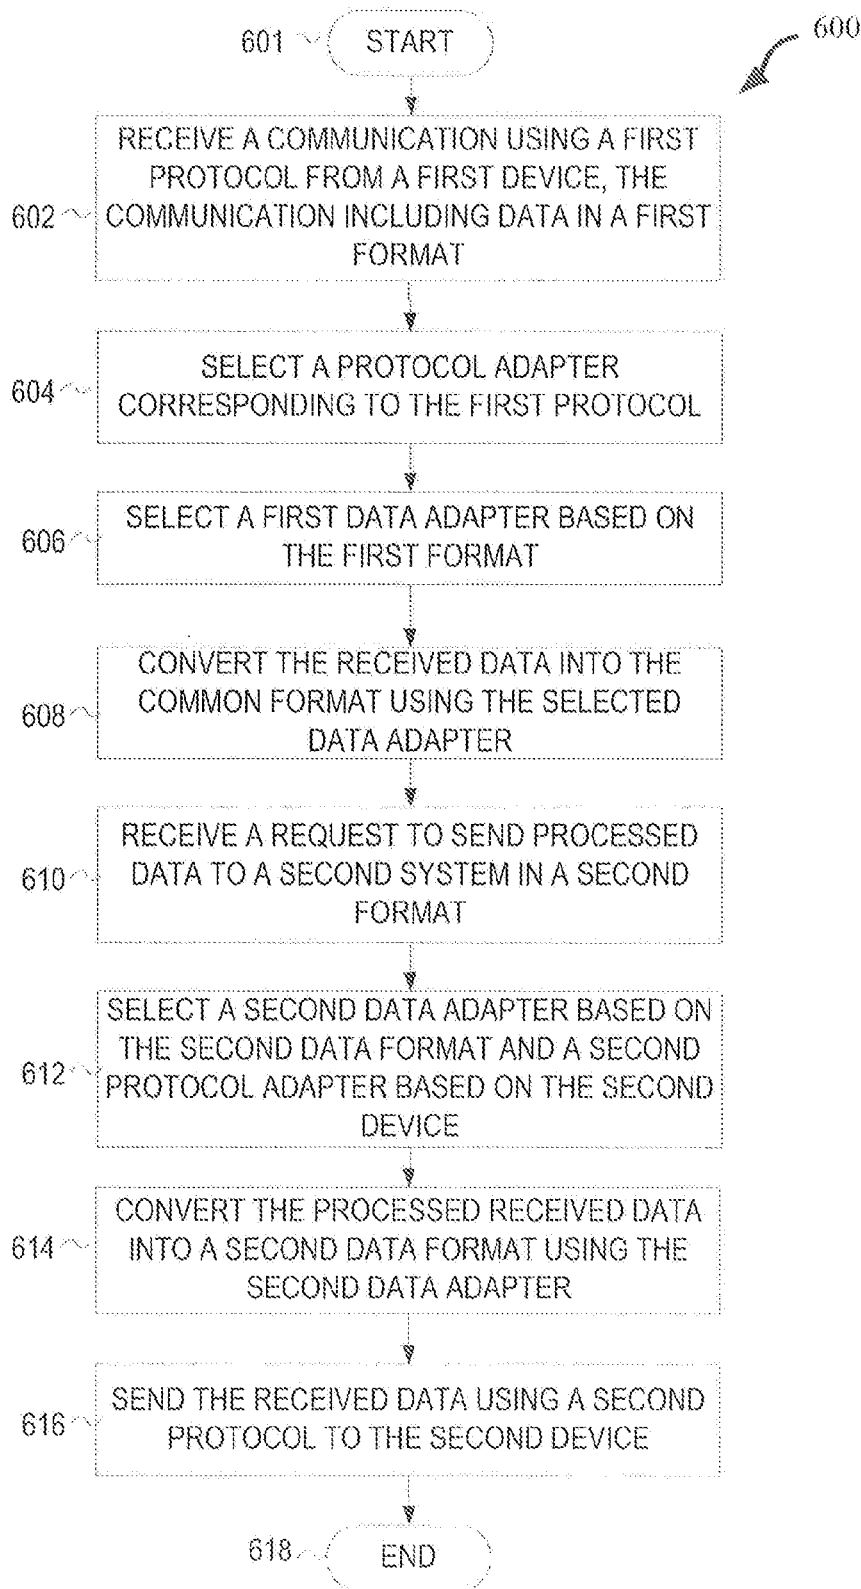 600
601 START
RECEIVE A COMMUNICATION USING A FIRST
PROTOCOL FROM A FIRST DEVICE, THE
602 COMMUNICATION INCLUDING DATA IN A FIRST
FORMAT
SELECT A PROTOCOL ADAPTER
604 CORRESPONDING TO THE FIRST PROTOCOL
SELECT A FIRST DATA ADAPTER BASED ON
606 THE FIRST FORMAT
CONVERT THE RECEIVED DATA INTO THE
608 COMMON FORMAT USING THE SELECTED
DATA ADAPTER
RECEIVE A REQUEST TO SEND PROCESSED
610 DATA TO A SECOND SYSTEM IN A SECOND
FORMAT
SELECT A SECOND DATA ADAPTER BASED ON
THE SECOND DATA FORMAT AND A SECOND
612 PROTOCOL ADAPTER BASED ON THE SECOND
DEVICE
CONVERT THE PROCESSED RECEIVED DATA
614 INTO A SECOND DATA FORMAT USING THE
SECOND DATA ADAPTER
SEND THE RECEIVED DATA USING A SECOND
616 PROTOCOL TO THE SECOND DEVICE
618 END